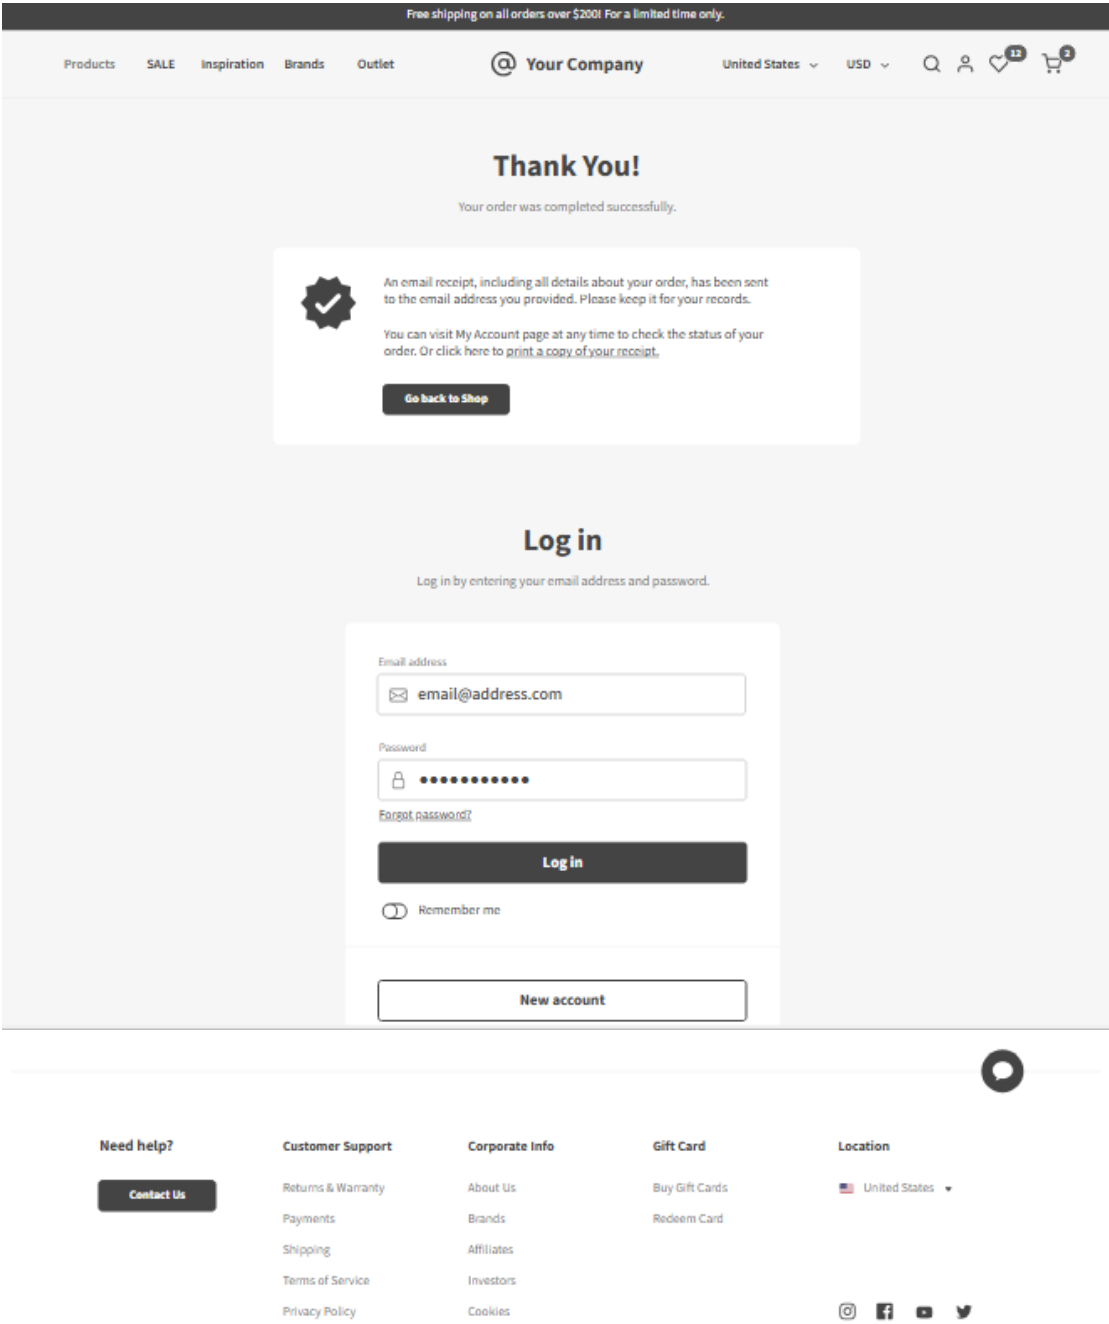 Free shipping on all orders over $200! For a limited time only.
Products SALE Inspiration Brands Outlet @ Your Company United States USD 12 2
Thank You!
Your order was completed successfully.
An email receipt, including all details about your order, has been sent
to the email address you provided. Please keep it for your records.
You can visit My Account page at any time to check the status of your
order. Or click here to print a copy of your receipt.
Go back to Shop
Log in
Log in by entering your email address and password.
Email address
email@address.com
Password
Forgot password?
Log in
Remember me
New account
Need help?
Contact Us
Customer Support
Returns & Warranty
Payments
Shipping
Terms of Service
Privacy Policy
Corporate Info
About Us
Brands
Affiliates
Investors
Cookies
Gift Card
Buy Gift Cards
Redeem Card
Location
United States